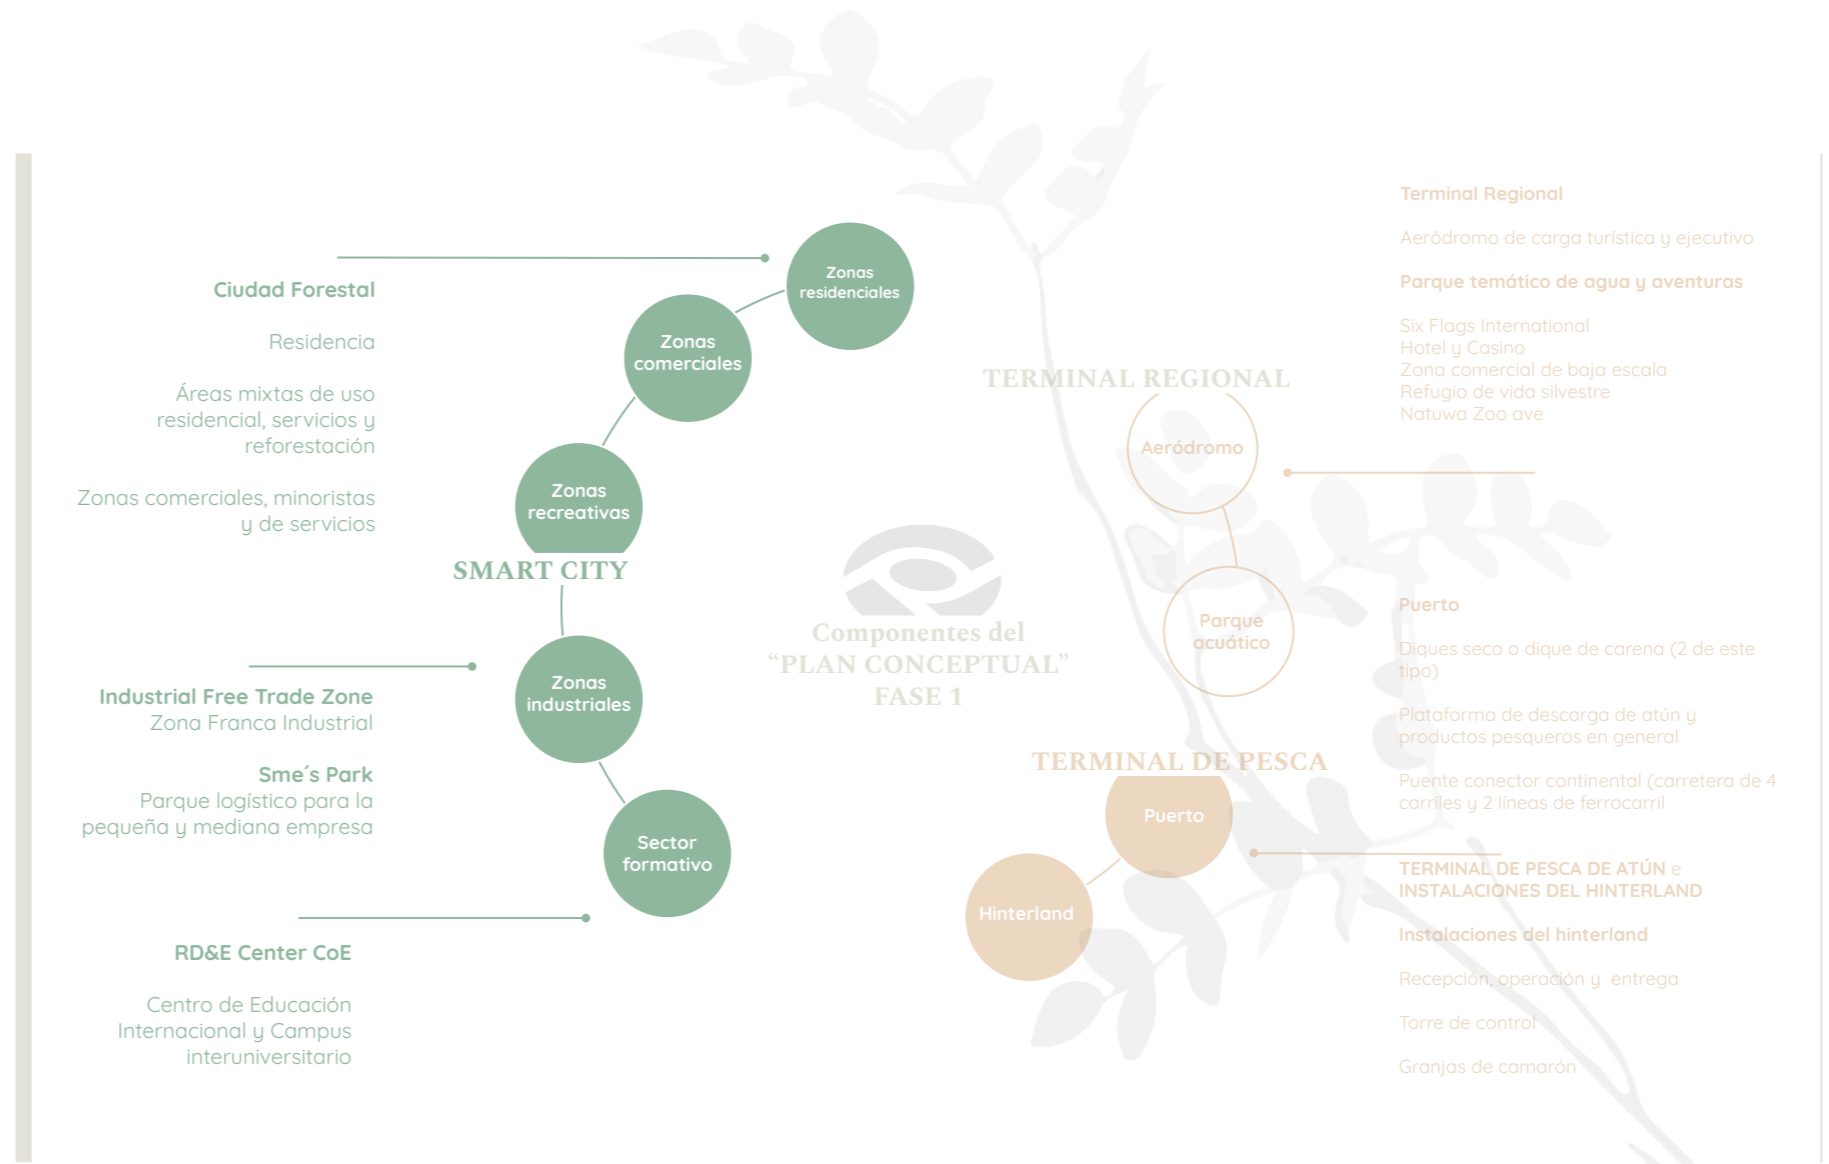 Ciudad Forestal
Residencia
Áreas mixtas de uso
residencial, servicios y
reforestación
Zonas comerciales, minoristas
y de servicios
Industrial Free Trade Zone
Zona Franca Industrial
Sme´s Park
Parque logístico para la
pequeña y mediana empresa
RD&E Center CoE
Centro de Educación
Internacional y Campus
interuniversitario
Zonas
residenciales
Zonas
comerciales
Zonas
recreativas
SMART CITY
Zonas
industriales
Sector
formativo
Componentes del
“PLAN CONCEPTUAL”
FASE 1
TERMINAL REGIONAL
Aeródromo
Parque
acuático
TERMINAL DE PESCA
Puerto
Hinterland
Terminal Regional
Aeródromo de carga turística y ejecutivo
Parque temático de agua y aventuras
Six Flags International
Hotel y Casino
Zona comercial de baja escala
Refugio de vida silvestre
Natuwa Zoo ave
Puerto
Diques seco o dique de carena (2 de este
tipo)
Plataforma de descarga de atún y
productos pesqueros en general
Puente conector continental (carretera de 4
carriles y 2 líneas de ferrocarril
TERMINAL DE PESCA DE ATÚN e
INSTALACIONES DEL HINTERLAND
Instalaciones del hinterland
Recepción, operación y  entrega
Torre de control
Granjas de camarón